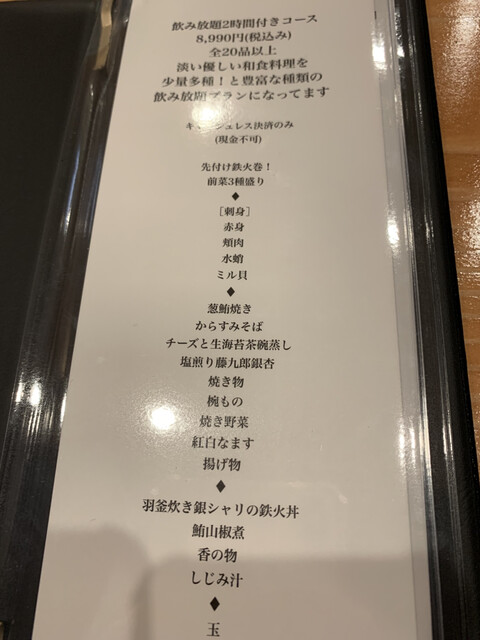 飲み放題2時間付きコース
8,990円(税込み)
全20品以上
淡い優しい和食料理を
少量多種！と豊富な種類の
飲み放題プランになってます
キャッシュレス決済のみ
(現金不可)
先付け鉄火巻！
前菜3種盛り
◆
［刺身］
赤身
頬肉
水蛸
ミル貝
◆
葱鮪焼き
からすみそば
チーズと生海苔茶碗蒸し
塩煎り藤九郎銀杏
焼き物
椀もの
焼き野菜
紅白なます
揚げ物
◆
羽釜炊き銀シャリの鉄火丼
鮪山椒煮
香の物
しじみ汁
◆
玉